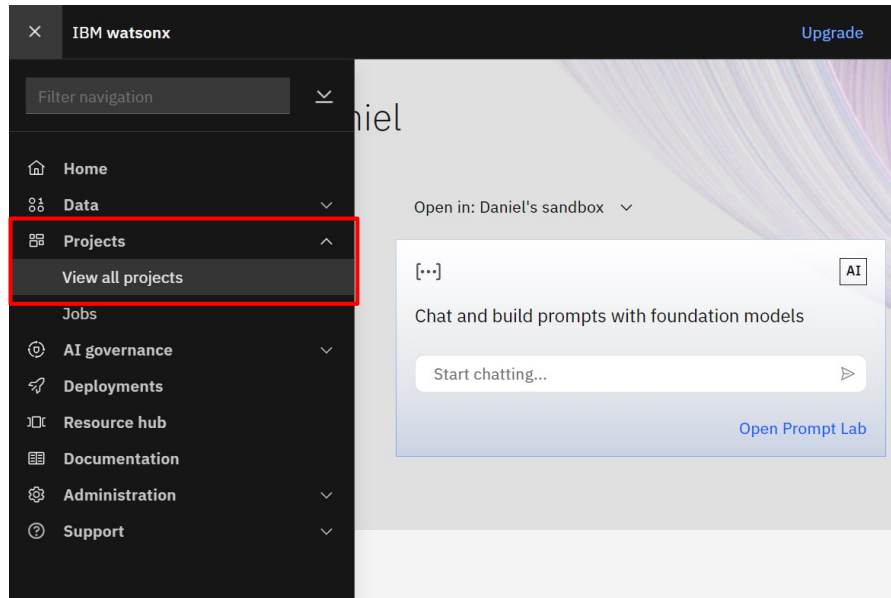 IBM watsonx
Upgrade
Filter navigation
Home
Data
Projects
View all projects
Jobs
AI governance
Deployments
Resource hub
Documentation
Administration
Support
niel
Open in: Daniel's sandbox
[...]
AI
Chat and build prompts with foundation models
Start chatting...
Open Prompt Lab